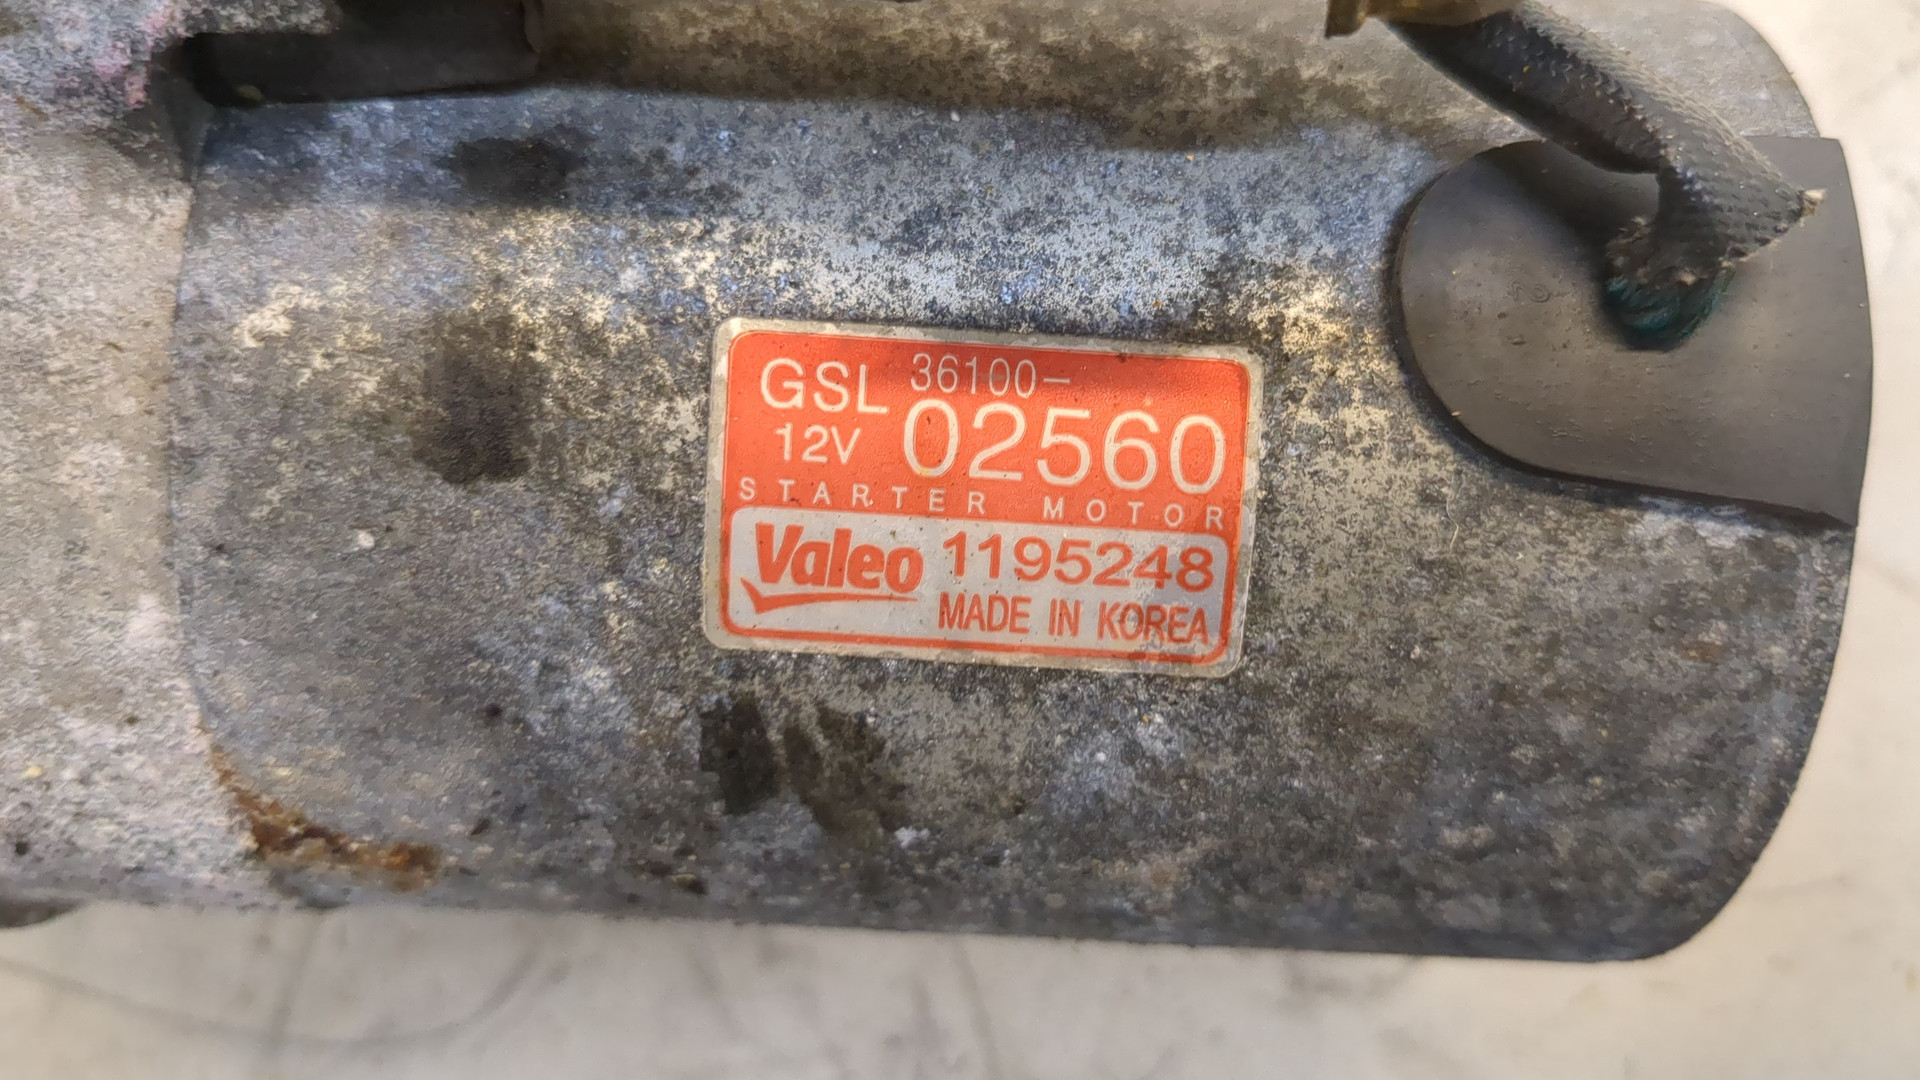 GSL 36100-
12V 02560
STARTER MOTOR
Valeo 1195248
MADE IN KOREA